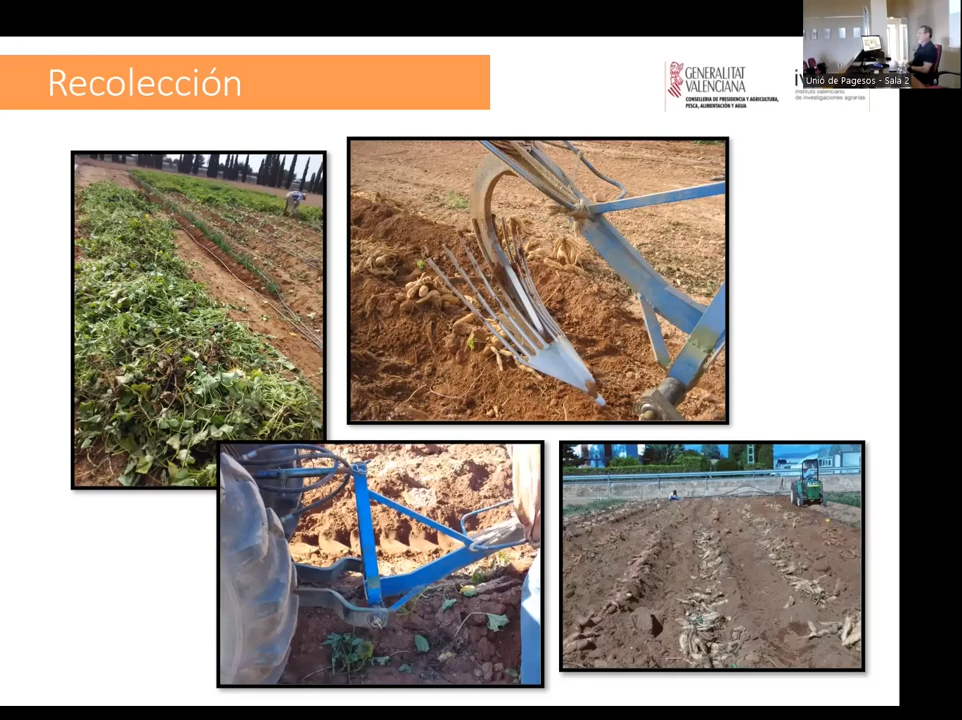 Recolección
GENERALITAT
VALENCIANA
CONSELLERIA DE PRESIDENCIA Y AGRICULTURA,
PESCA, ALIMENTACIÓN Y AGUA
instituto valenciano
de investigaciones agrarias
Unió de Pagesos - Sala 2